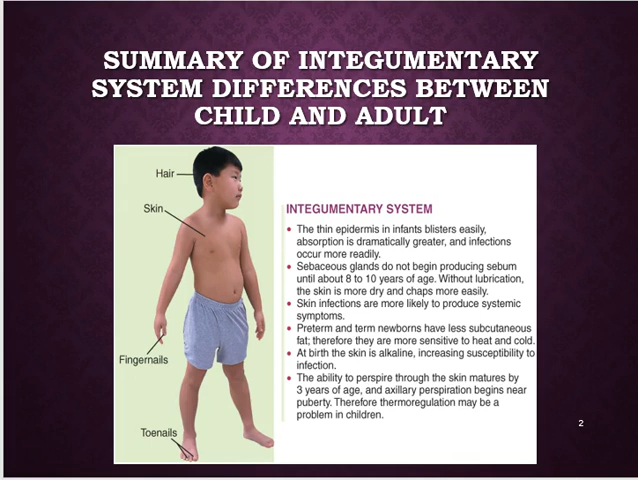 SUMMARY OF INTEGUMENTARY
SYSTEM DIFFERENCES BETWEEN
CHILD AND ADULT
Hair
Skin
Fingernails
Toenails
INTEGUMENTARY SYSTEM
• The thin epidermis in infants blisters easily,
absorption is dramatically greater, and infections
occur more readily.
• Sebaceous glands do not begin producing sebum
until about 8 to 10 years of age. Without lubrication,
the skin is more dry and chaps more easily.
• Skin infections are more likely to produce systemic
symptoms.
• Preterm and term newborns have less subcutaneous
fat; therefore they are more sensitive to heat and cold.
• At birth the skin is alkaline, increasing susceptibility to
infection.
• The ability to perspire through the skin matures by
3 years of age, and axillary perspiration begins near
puberty. Therefore thermoregulation may be a
problem in children.
2